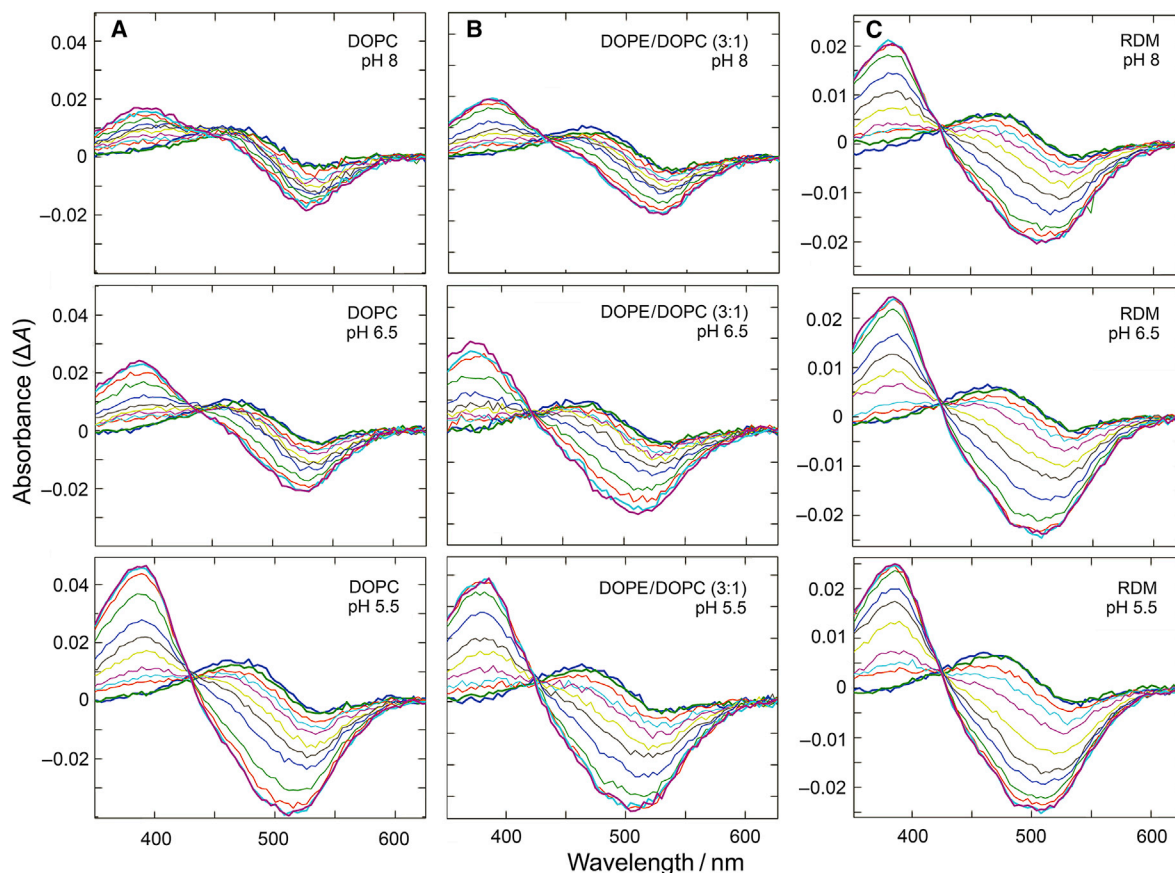 A
DOPC
pH 8
B
DOPE/DOPC (3:1)
pH 8
C
RDM
pH 8
0.04
0.02
0
–0.02
0.02
0.01
0
–0.01
–0.02
DOPC
pH 6.5
DOPE/DOPC (3:1)
pH 6.5
RDM
pH 6.5
0.04
0.02
0
–0.02
0.02
0.01
0
–0.01
–0.02
DOPC
pH 5.5
DOPE/DOPC (3:1)
pH 5.5
RDM
pH 5.5
0.04
0.02
0
–0.02
0.02
0.01
0
–0.01
–0.02
400 500 600
400 500 600
400 500 600
Absorbance (ΔA)
Wavelength / nm